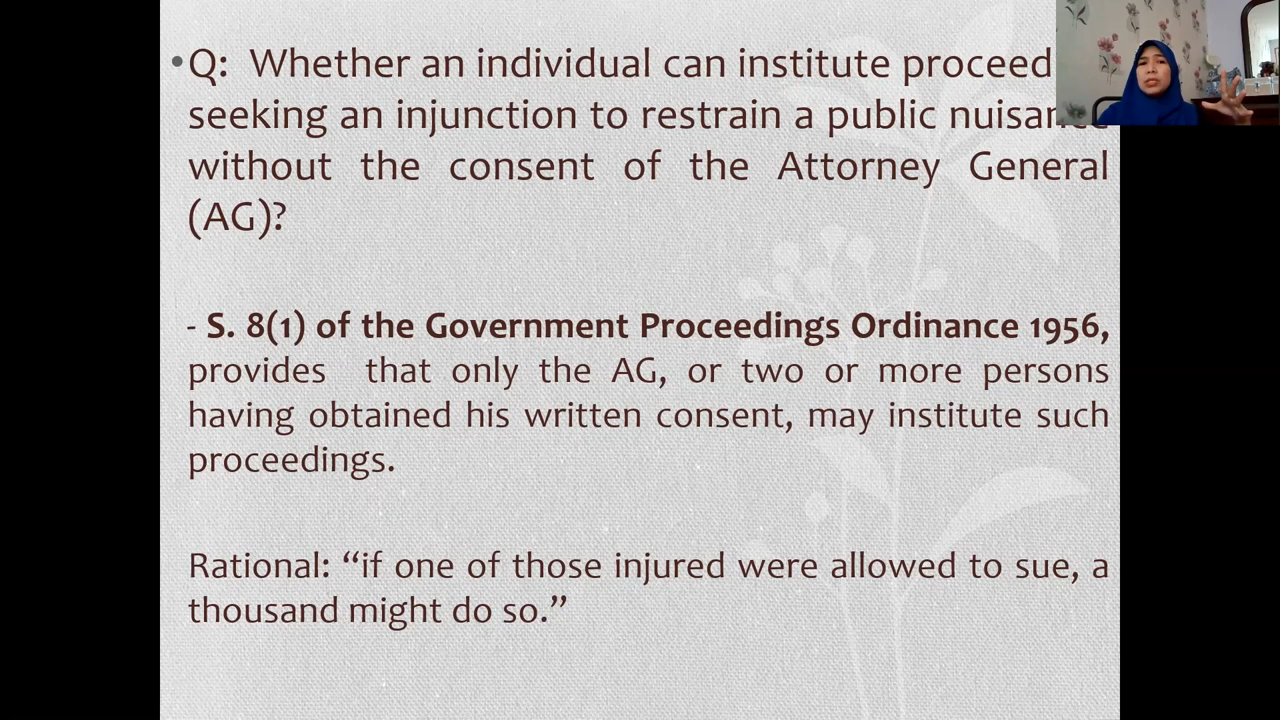 •Q: Whether an individual can institute proceed
seeking an injunction to restrain a public nuisance
without the consent of the Attorney General
(AG)?
- S. 8(1) of the Government Proceedings Ordinance 1956,
provides that only the AG, or two or more persons
having obtained his written consent, may institute such
proceedings.
Rational: “if one of those injured were allowed to sue, a
thousand might do so.”